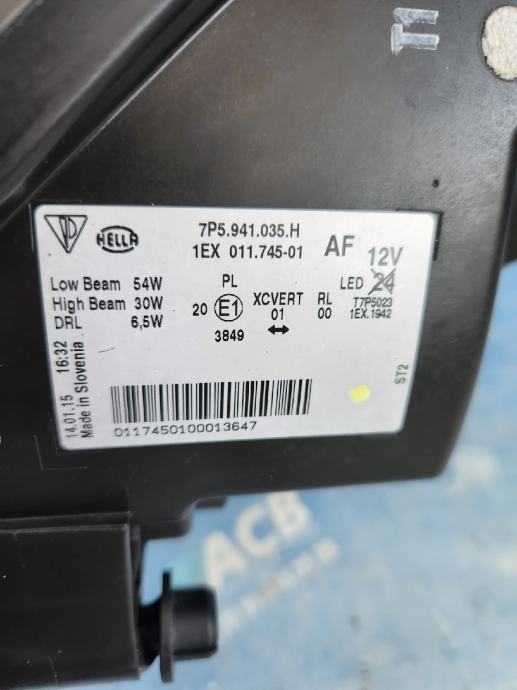 HELLA
7P5.941.035.H
1EX 011.745-01
AF 12V
Low Beam 54W
High Beam 30W
DRL 6,5W
PL
20 E1
3849
XCVERT
01
RL
00
LED 24
T7P5023
1EX.1942
14.01.15 16:32
Made in Slovenia
ST2
0117450100013647
ACB